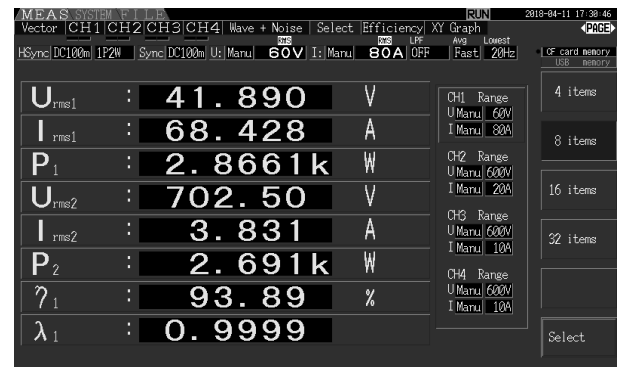 MEAS SYSTEM FILE RUN 2018-04-11 17:30:46
Vector CH1 CH2 CH3 CH4 Wave + Noise Select Efficiency XY Graph PAGE
RMS RMS LPF Avg Lowest
HSync DC100m 1P2W Sync DC100m U: Manu 60V I: Manu 80A OFF Fast 20Hz
CF card memory
USB memory
Urms1 : 41.890 V
Irms1 : 68.428 A
P1 : 2.8661k W
Urms2 : 702.50 V
Irms2 : 3.831 A
P2 : 2.691k W
η1 : 93.89 %
λ1 : 0.9999
CH1 Range
U Manu 60V
I Manu 80A
CH2 Range
U Manu 600V
I Manu 20A
CH3 Range
U Manu 600V
I Manu 10A
CH4 Range
U Manu 600V
I Manu 10A
4 items
8 items
16 items
32 items
Select